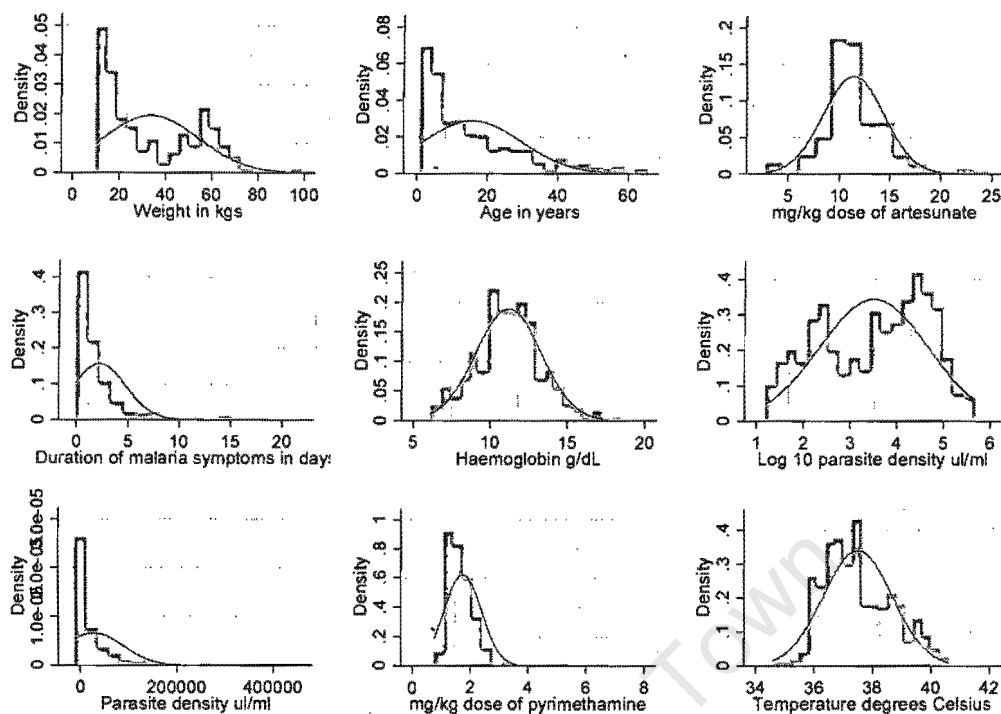 Density
0 .01 .02 .03 .04 .05
0 20 40 60 80 100
Weight in kgs
Density
0 .02 .04 .06 .08
0 20 40 60
Age in years
Density
0 .05 .1 .15 .2
5 10 15 20 25
mg/kg dose of artesunate
Density
0 .1 .2 .3 .4
0 5 10 15 20
Duration of malaria symptoms in days
Density
0 .05 .1 .15 .2 .25
5 10 15 20
Haemoglobin g/dL
Density
0 .1 .2 .3 .4
1 2 3 4 5 6
Log 10 parasite density ul/ml
Density
0
0 200000 400000
Parasite density ul/ml
Density
0 .2 .4 .6 .8 1
0 2 4 6 8
mg/kg dose of pyrimethamine
Density
0 .1 .2 .3 .4
34 36 38 40 42
Temperature degrees Celsius
Town